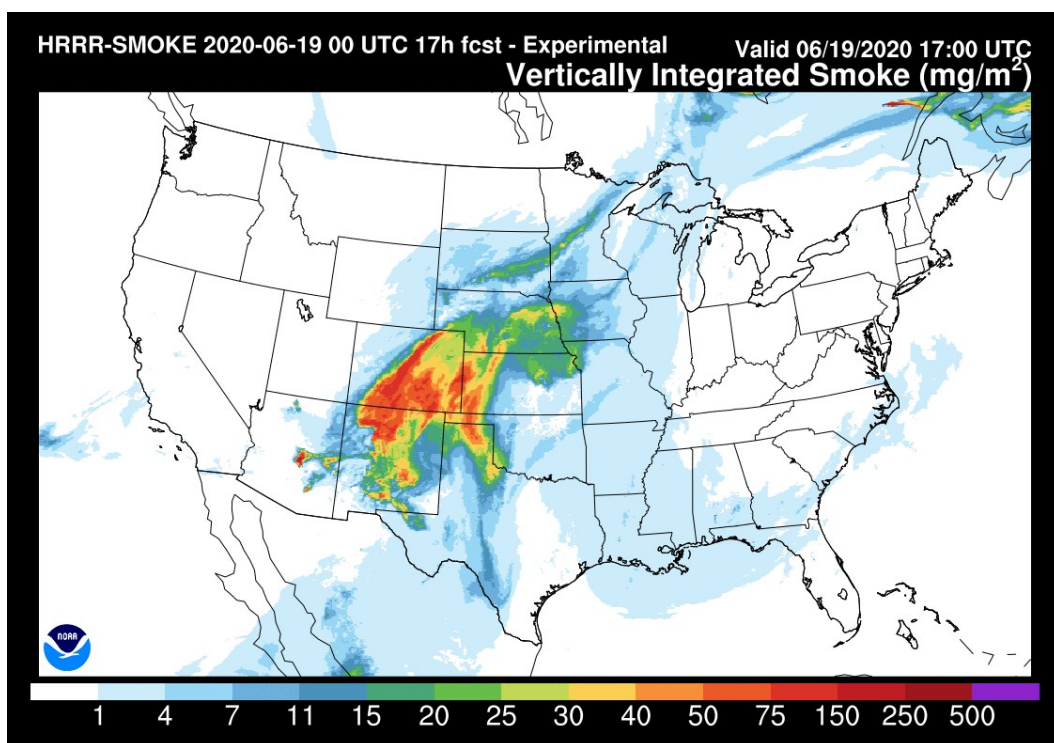 HRRR-SMOKE 2020-06-19 00 UTC 17h fcst - Experimental
Valid 06/19/2020 17:00 UTC
Vertically Integrated Smoke (mg/m²)
NOAA
1 4 7 11 15 20 25 30 40 50 75 150 250 500